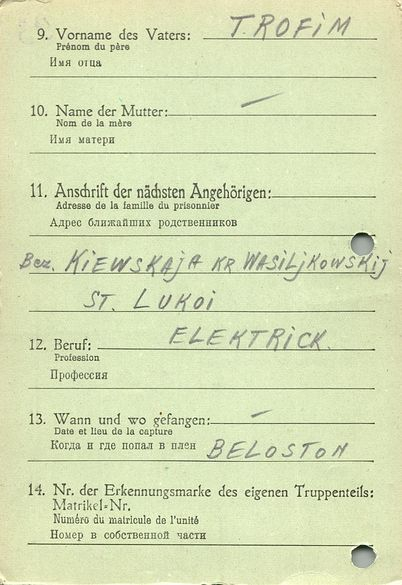 9. Vorname des Vaters: TROFIM
Prénom du père
Имя отца
10. Name der Mutter: —
Nom de la mère
Имя матери
11. Anschrift der nächsten Angehörigen:
Adresse de la famille du prisonnier
Адрес ближайших родственников
Bez. KIEWSKAJA KR WASILJKOWSKIJ
ST. LUKOI
12. Beruf: ELEKTRICK.
Profession
Профессия
13. Wann und wo gefangen: —
Date et lieu de la capture
Когда и где попал в плен BELOSTON
14. Nr. der Erkennungsmarke des eigenen Truppenteils:
Matrikel=Nr.
Numéro du matricule de l'unité
Номер в собственной части